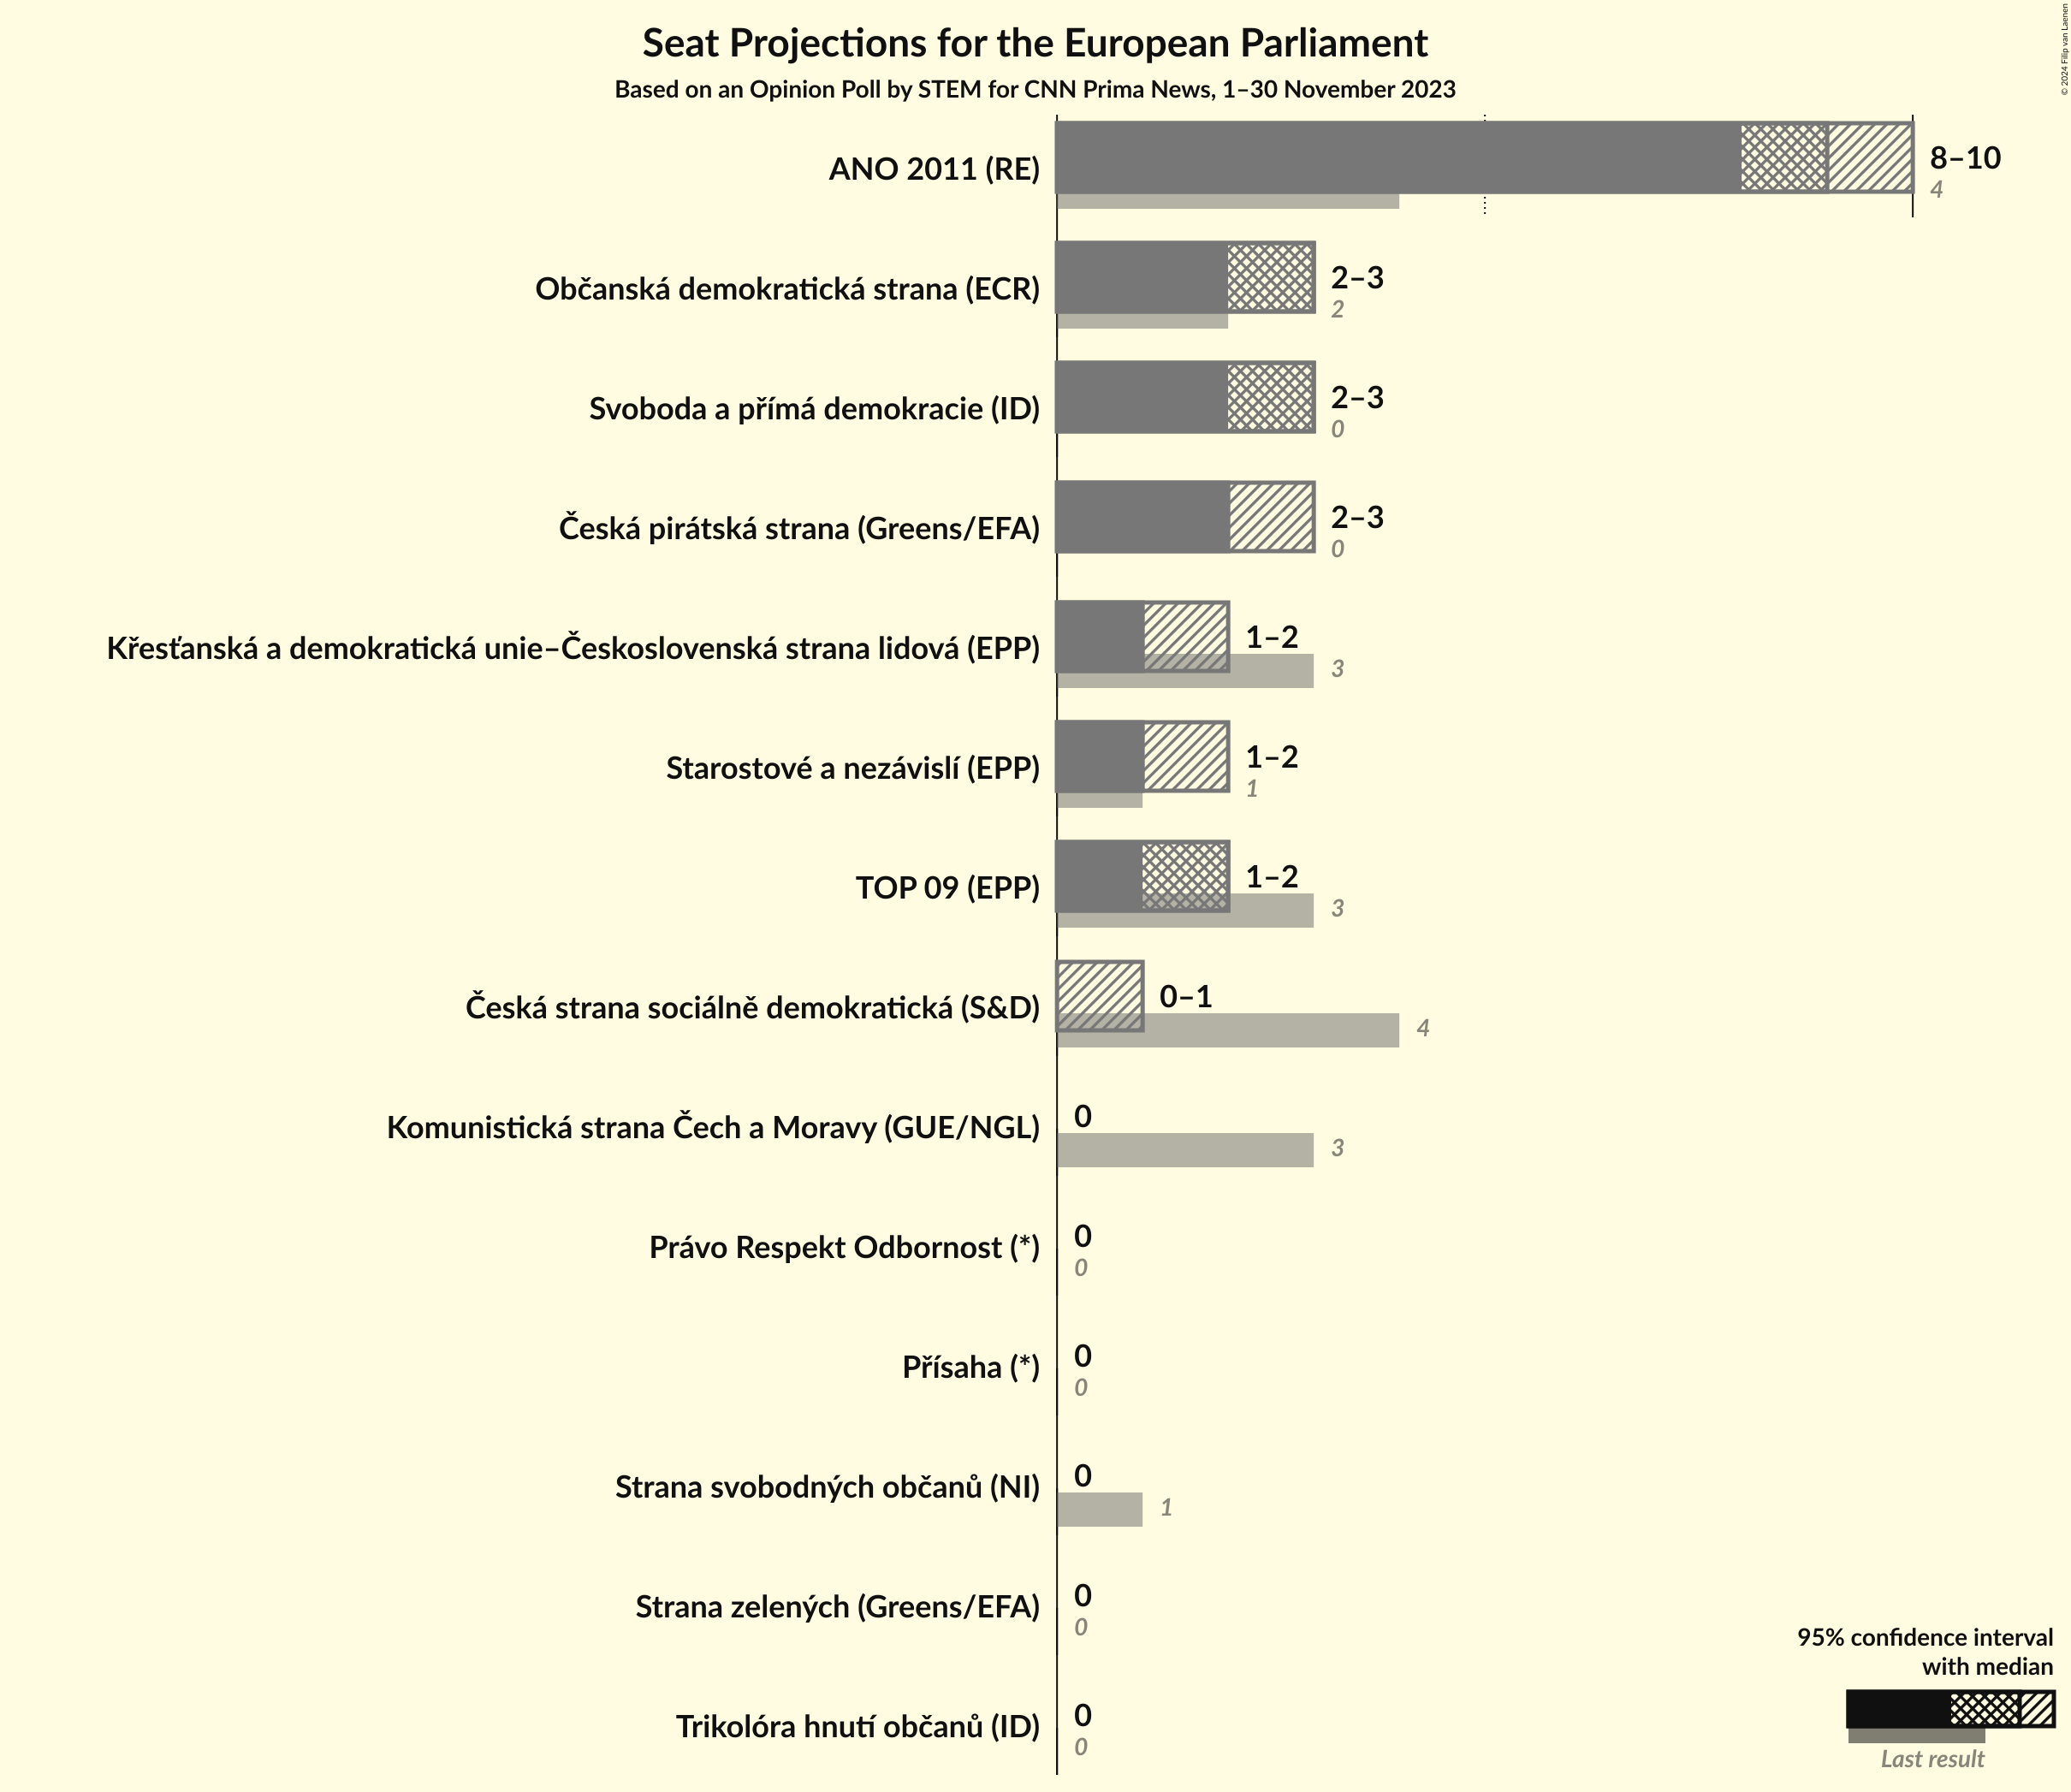 Seat Projections for the European Parliament
Based on an Opinion Poll by STEM for CNN Prima News, 1–30 November 2023
© 2024 Filip van Laenen
ANO 2011 (RE)
8–10
4
Občanská demokratická strana (ECR)
2–3
2
Svoboda a přímá demokracie (ID)
2–3
0
Česká pirátská strana (Greens/EFA)
2–3
0
Křesťanská a demokratická unie–Československá strana lidová (EPP)
1–2
3
Starostové a nezávislí (EPP)
1–2
1
TOP 09 (EPP)
1–2
3
Česká strana sociálně demokratická (S&D)
0–1
4
Komunistická strana Čech a Moravy (GUE/NGL)
0
3
Právo Respekt Odbornost (*)
0
0
Přísaha (*)
0
0
Strana svobodných občanů (NI)
0
1
Strana zelených (Greens/EFA)
0
0
Trikolóra hnutí občanů (ID)
0
0
95% confidence interval
with median
Last result